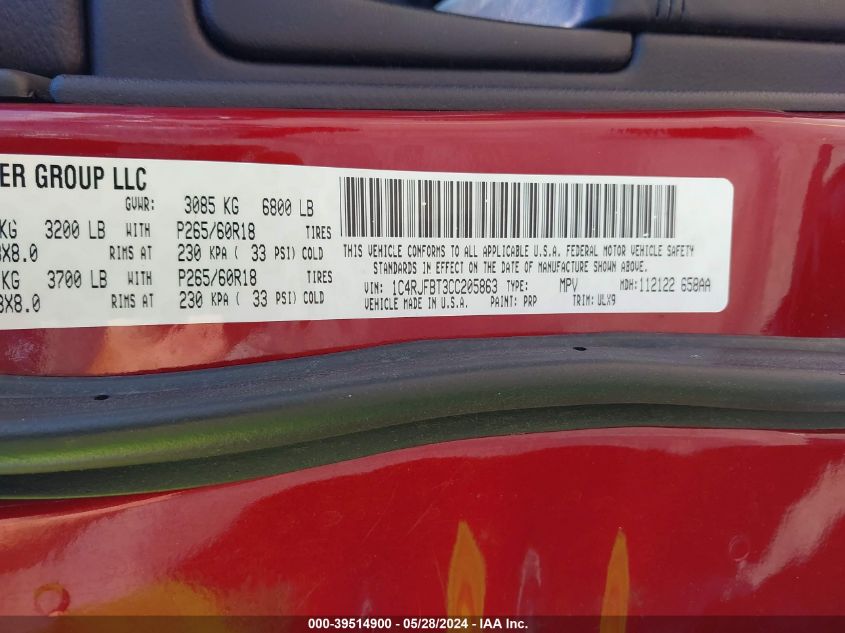 ER GROUP LLC
GVWR: 3085 KG 6800 LB
KG 3200 LB WITH P265/60R18 TIRES
X8.0 RIMS AT 230 KPA ( 33 PSI) COLD
KG 3700 LB WITH P265/60R18 TIRES
X8.0 RIMS AT 230 KPA ( 33 PSI) COLD
THIS VEHICLE CONFORMS TO ALL APPLICABLE U.S.A. FEDERAL MOTOR VEHICLE SAFETY
STANDARDS IN EFFECT ON THE DATE OF MANUFACTURE SHOWN ABOVE.
VIN: 1C4RJFBT3CC205863 TYPE: MPV MDH:112122 658AA
VEHICLE MADE IN U.S.A. PAINT: PRP TRIM: ULX9
000-39514900 - 05/28/2024 - IAA Inc.